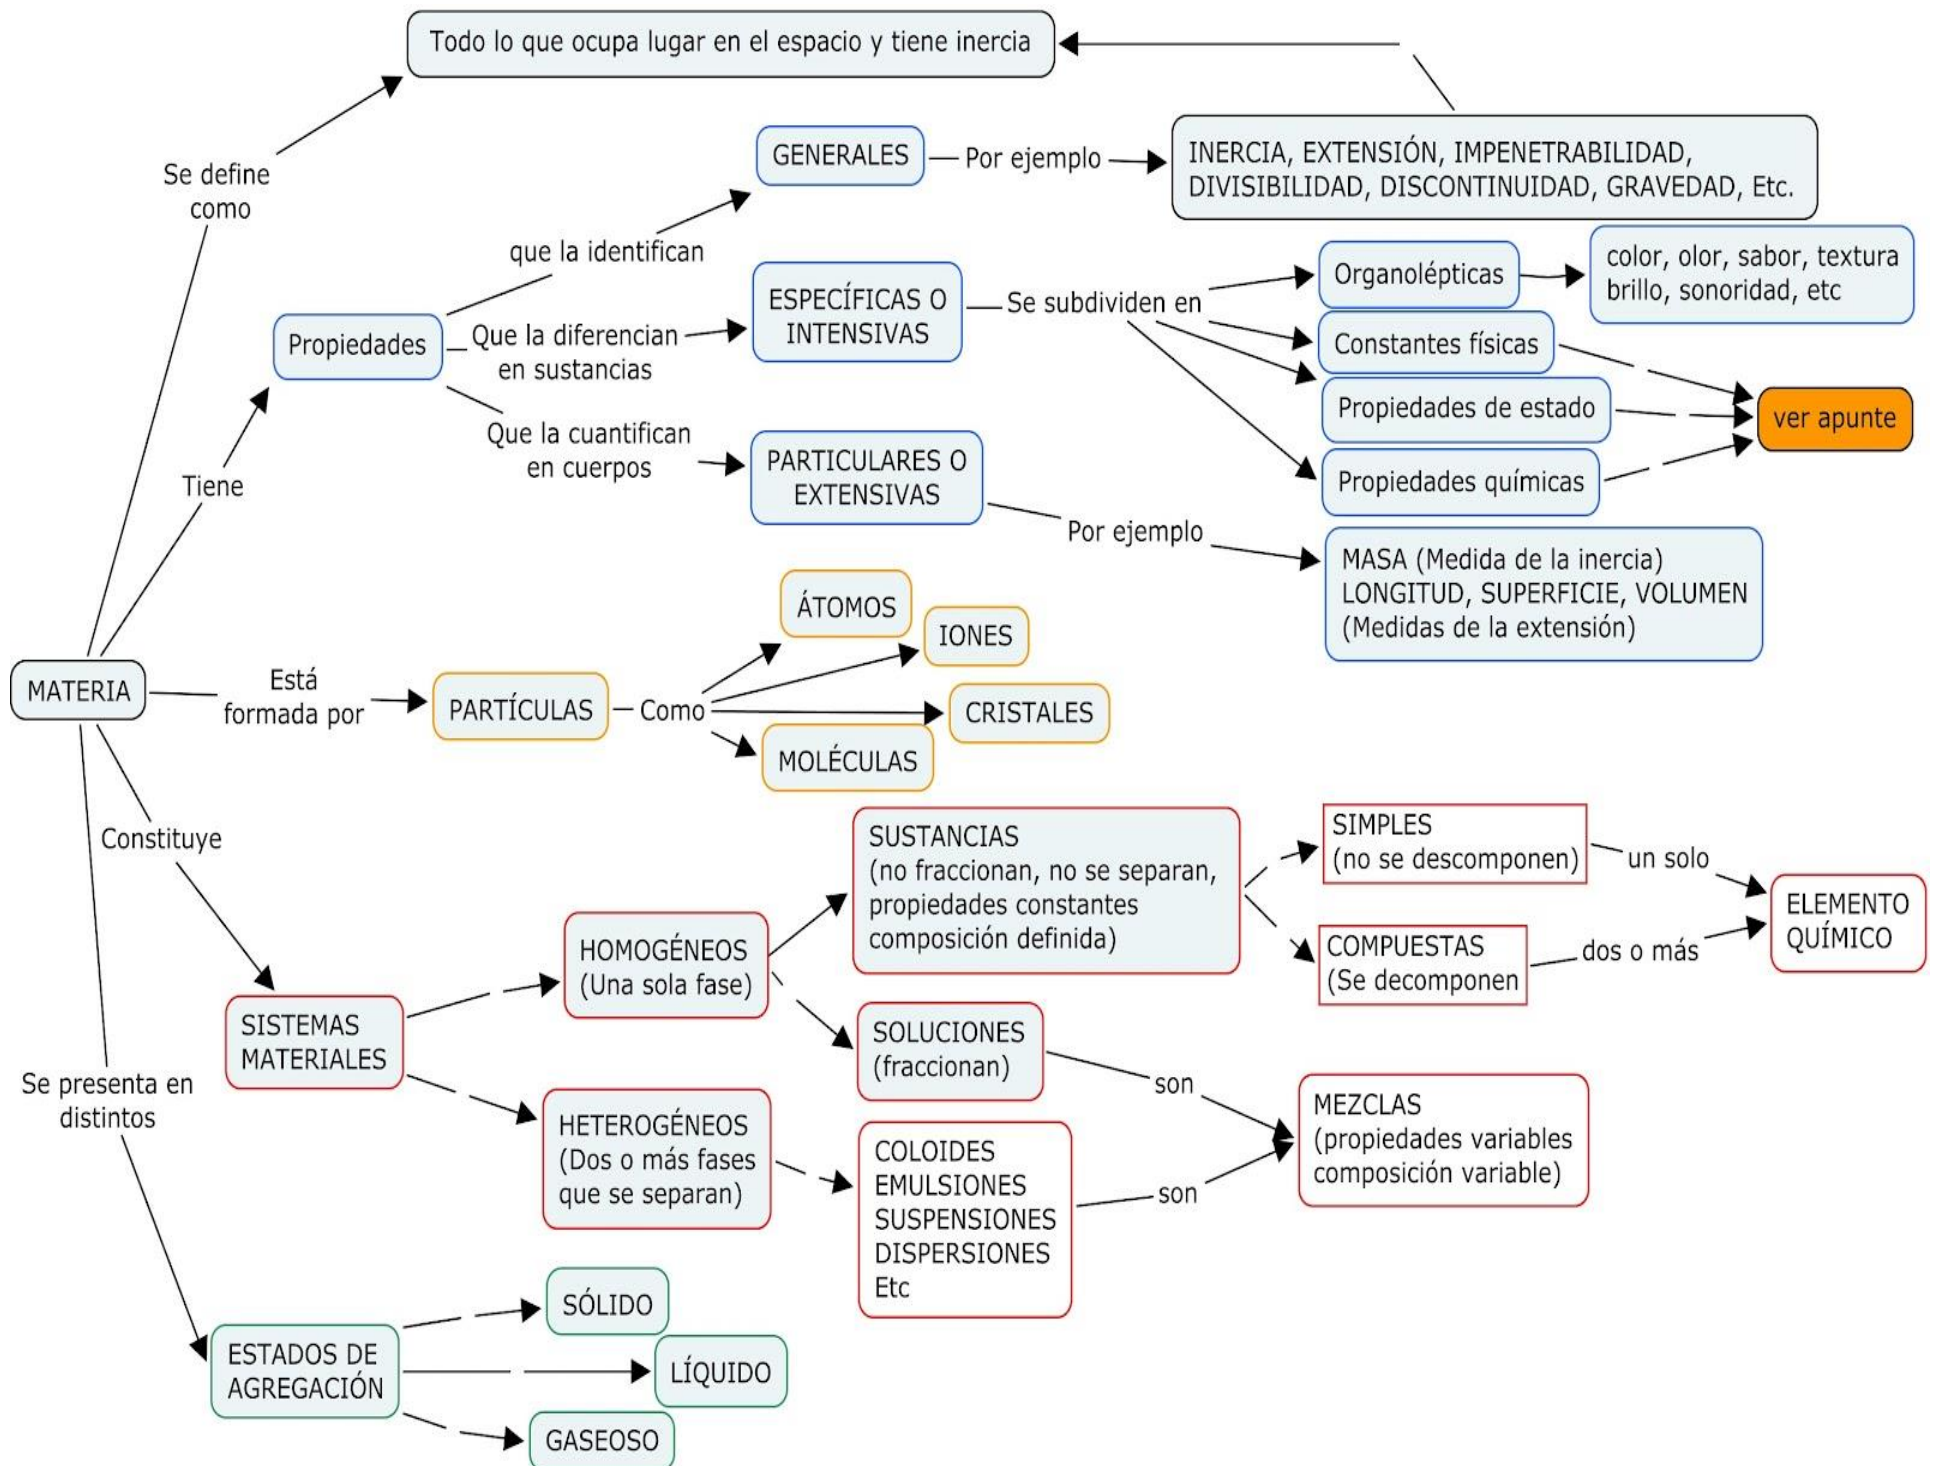 Todo lo que ocupa lugar en el espacio y tiene inercia
Se define
como
GENERALES
Por ejemplo
INERCIA, EXTENSIÓN, IMPENETRABILIDAD,
DIVISIBILIDAD, DISCONTINUIDAD, GRAVEDAD, Etc.
que la identifican
Propiedades
Que la diferencian
en sustancias
ESPECÍFICAS O
INTENSIVAS
Se subdividen en
Organolépticas
color, olor, sabor, textura
brillo, sonoridad, etc
Constantes físicas
Propiedades de estado
Propiedades químicas
ver apunte
Tiene
Que la cuantifican
en cuerpos
PARTICULARES O
EXTENSIVAS
Por ejemplo
MASA (Medida de la inercia)
LONGITUD, SUPERFICIE, VOLUMEN
(Medidas de la extensión)
MATERIA
Está
formada por
PARTÍCULAS
Como
ÁTOMOS
IONES
CRISTALES
MOLÉCULAS
Constituye
SISTEMAS
MATERIALES
HOMOGÉNEOS
(Una sola fase)
SUSTANCIAS
(no fraccionan, no se separan,
propiedades constantes
composición definida)
SIMPLES
(no se descomponen)
un solo
COMPUESTAS
(Se decomponen
dos o más
ELEMENTO
QUÍMICO
SOLUCIONES
(fraccionan)
son
HETEROGÉNEOS
(Dos o más fases
que se separan)
COLOIDES
EMULSIONES
SUSPENSIONES
DISPERSIONES
Etc
son
MEZCLAS
(propiedades variables
composición variable)
Se presenta en
distintos
ESTADOS DE
AGREGACIÓN
SÓLIDO
LÍQUIDO
GASEOSO